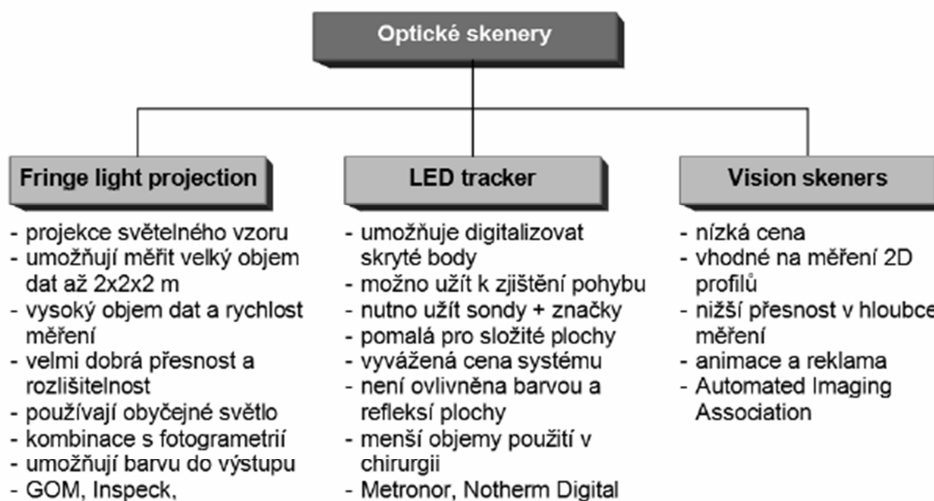 Optické skenery
Fringe light projection
- projekce světelného vzoru
- umožňují měřit velký objem
dat až 2x2x2 m
- vysoký objem dat a rychlost
měření
- velmi dobrá přesnost a
rozlišitelnost
- používají obyčejné světlo
- kombinace s fotogrametrií
- umožňují barvu do výstupu
- GOM, Inspeck,
LED tracker
- umožňuje digitalizovat
skryté body
- možno užít k zjištění pohybu
- nutno užít sondy + značky
- pomalá pro složité plochy
- vyvážená cena systému
- není ovlivněna barvou a
refleksí plochy
- menší objemy použití v
chirurgii
- Metronor, Notherm Digital
Vision skeners
- nízká cena
- vhodné na měření 2D
profilů
- nižší přesnost v hloubce
měření
- animace a reklama
- Automated Imaging
Association